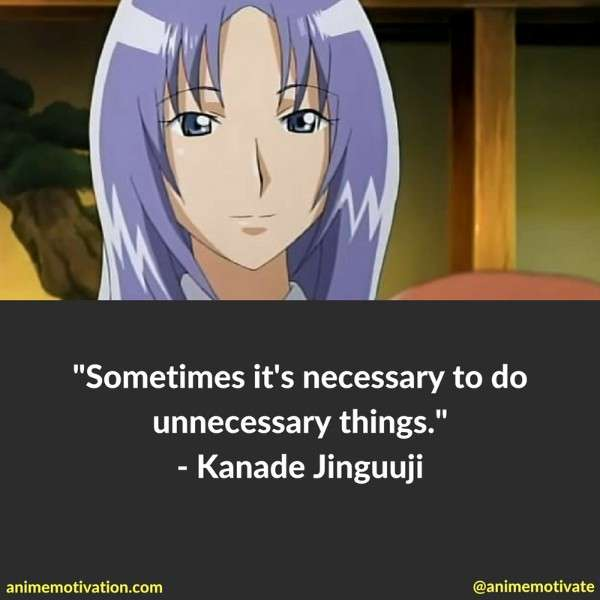 "Sometimes it's necessary to do
unnecessary things."
- Kanade Jinguuji
animemotivation.com
@animemotivate